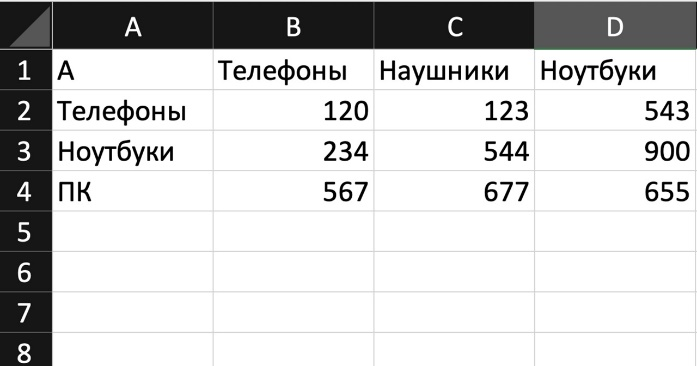 A B C D
1 A Телефоны Наушники Ноутбуки
2 Телефоны 120 123 543
3 Ноутбуки 234 544 900
4 ПК 567 677 655
5
6
7
8